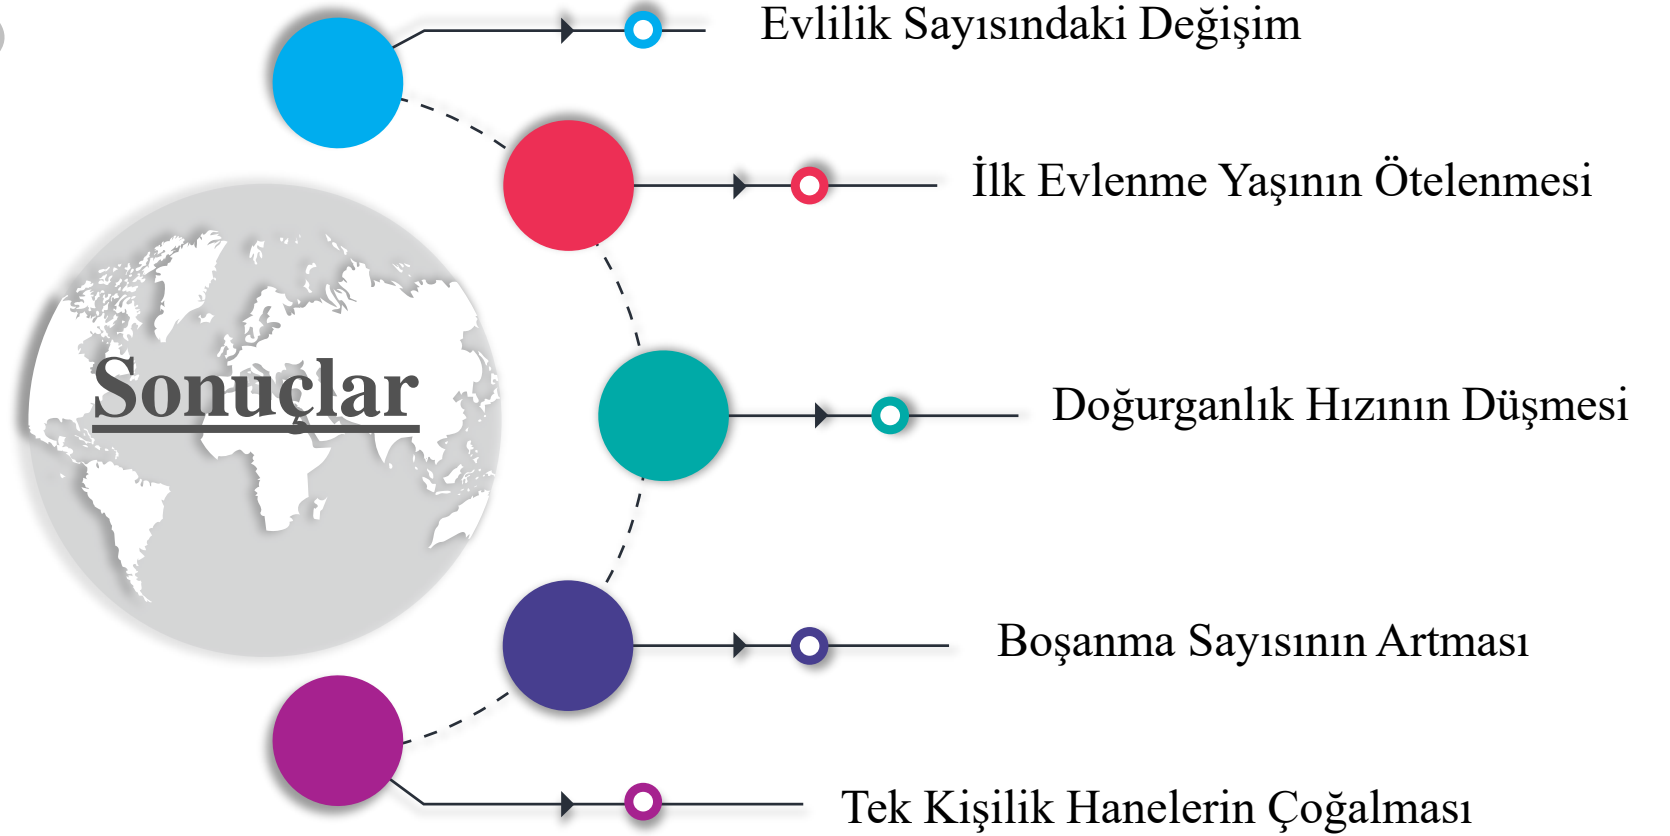 Evlilik Sayısındaki Değişim
İlk Evlenme Yaşının Ötelenmesi
Sonuçlar
Doğurganlık Hızının Düşmesi
Boşanma Sayısının Artması
Tek Kişilik Hanelerin Çoğalması